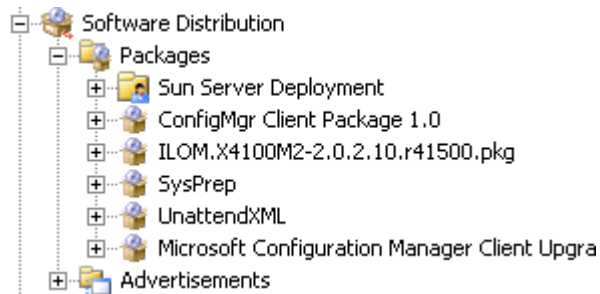 Software Distribution
Packages
Sun Server Deployment
ConfigMgr Client Package 1.0
ILOM.X4100M2-2.0.2.10.r41500.pkg
SysPrep
UnattendXML
Microsoft Configuration Manager Client Upgra
Advertisements